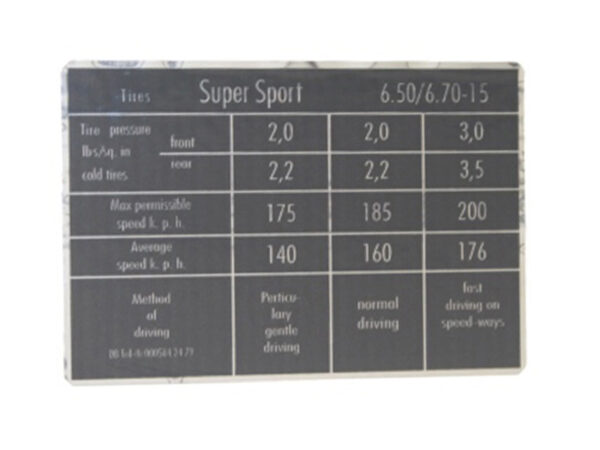 Tires Super Sport 6.50/6.70-15
Tire pressure
lbs/sq. in
cold tires
front 2,0 2,0 3,0
rear 2,2 2,2 3,5
Max permissible
speed k. p. h. 175 185 200
Average
speed k. p. h. 140 160 176
Method
of
driving
Perticu-
lary
gentle
driving
normal
driving
fast
driving on
speed-ways